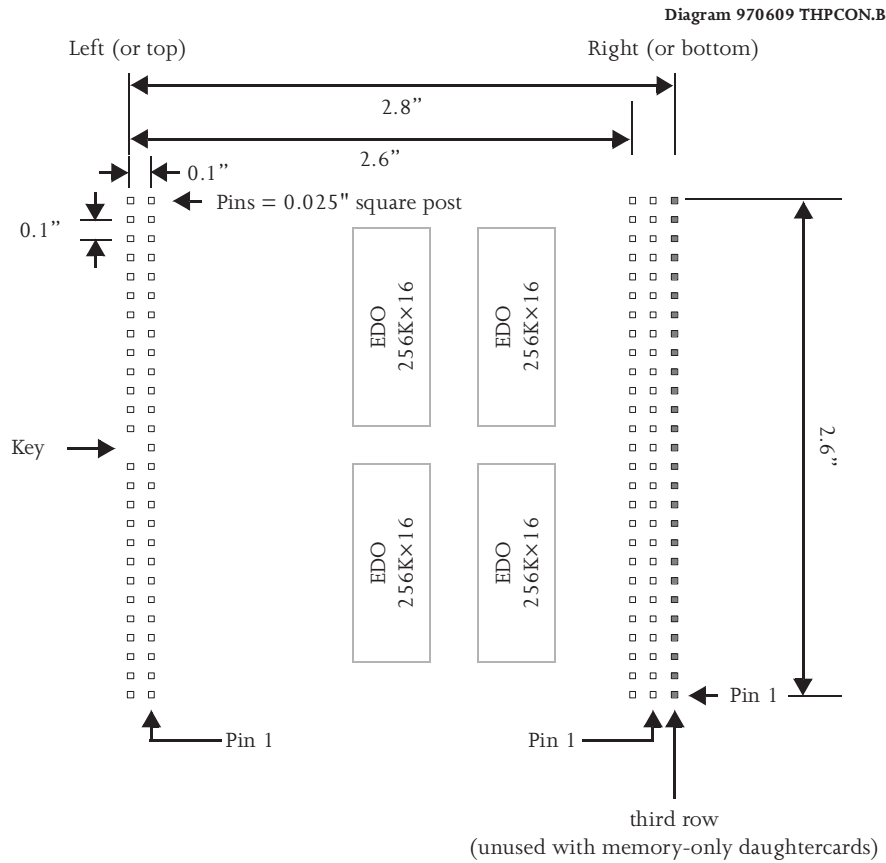 Diagram 970609 THPCON.B
Left (or top)
Right (or bottom)
2.8”
2.6”
0.1”
Pins = 0.025" square post
0.1”
EDO
256K×16
EDO
256K×16
Key
2.6”
EDO
256K×16
EDO
256K×16
Pin 1
Pin 1
Pin 1
third row
(unused with memory-only daughtercards)